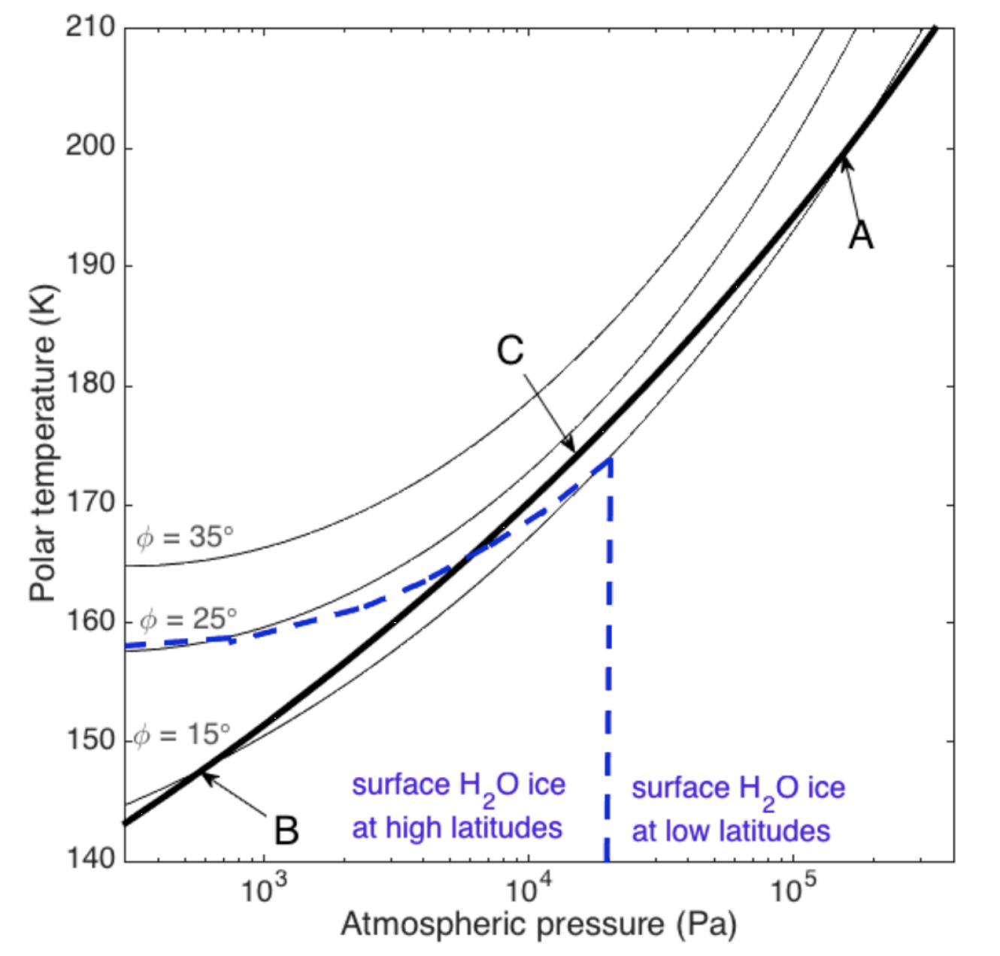 210
200
190
180
170
160
150
140
Polar temperature (K)
A
C
ϕ = 35°
ϕ = 25°
ϕ = 15°
B
surface H₂O ice
at high latitudes
surface H₂O ice
at low latitudes
10³
10⁴
10⁵
Atmospheric pressure (Pa)